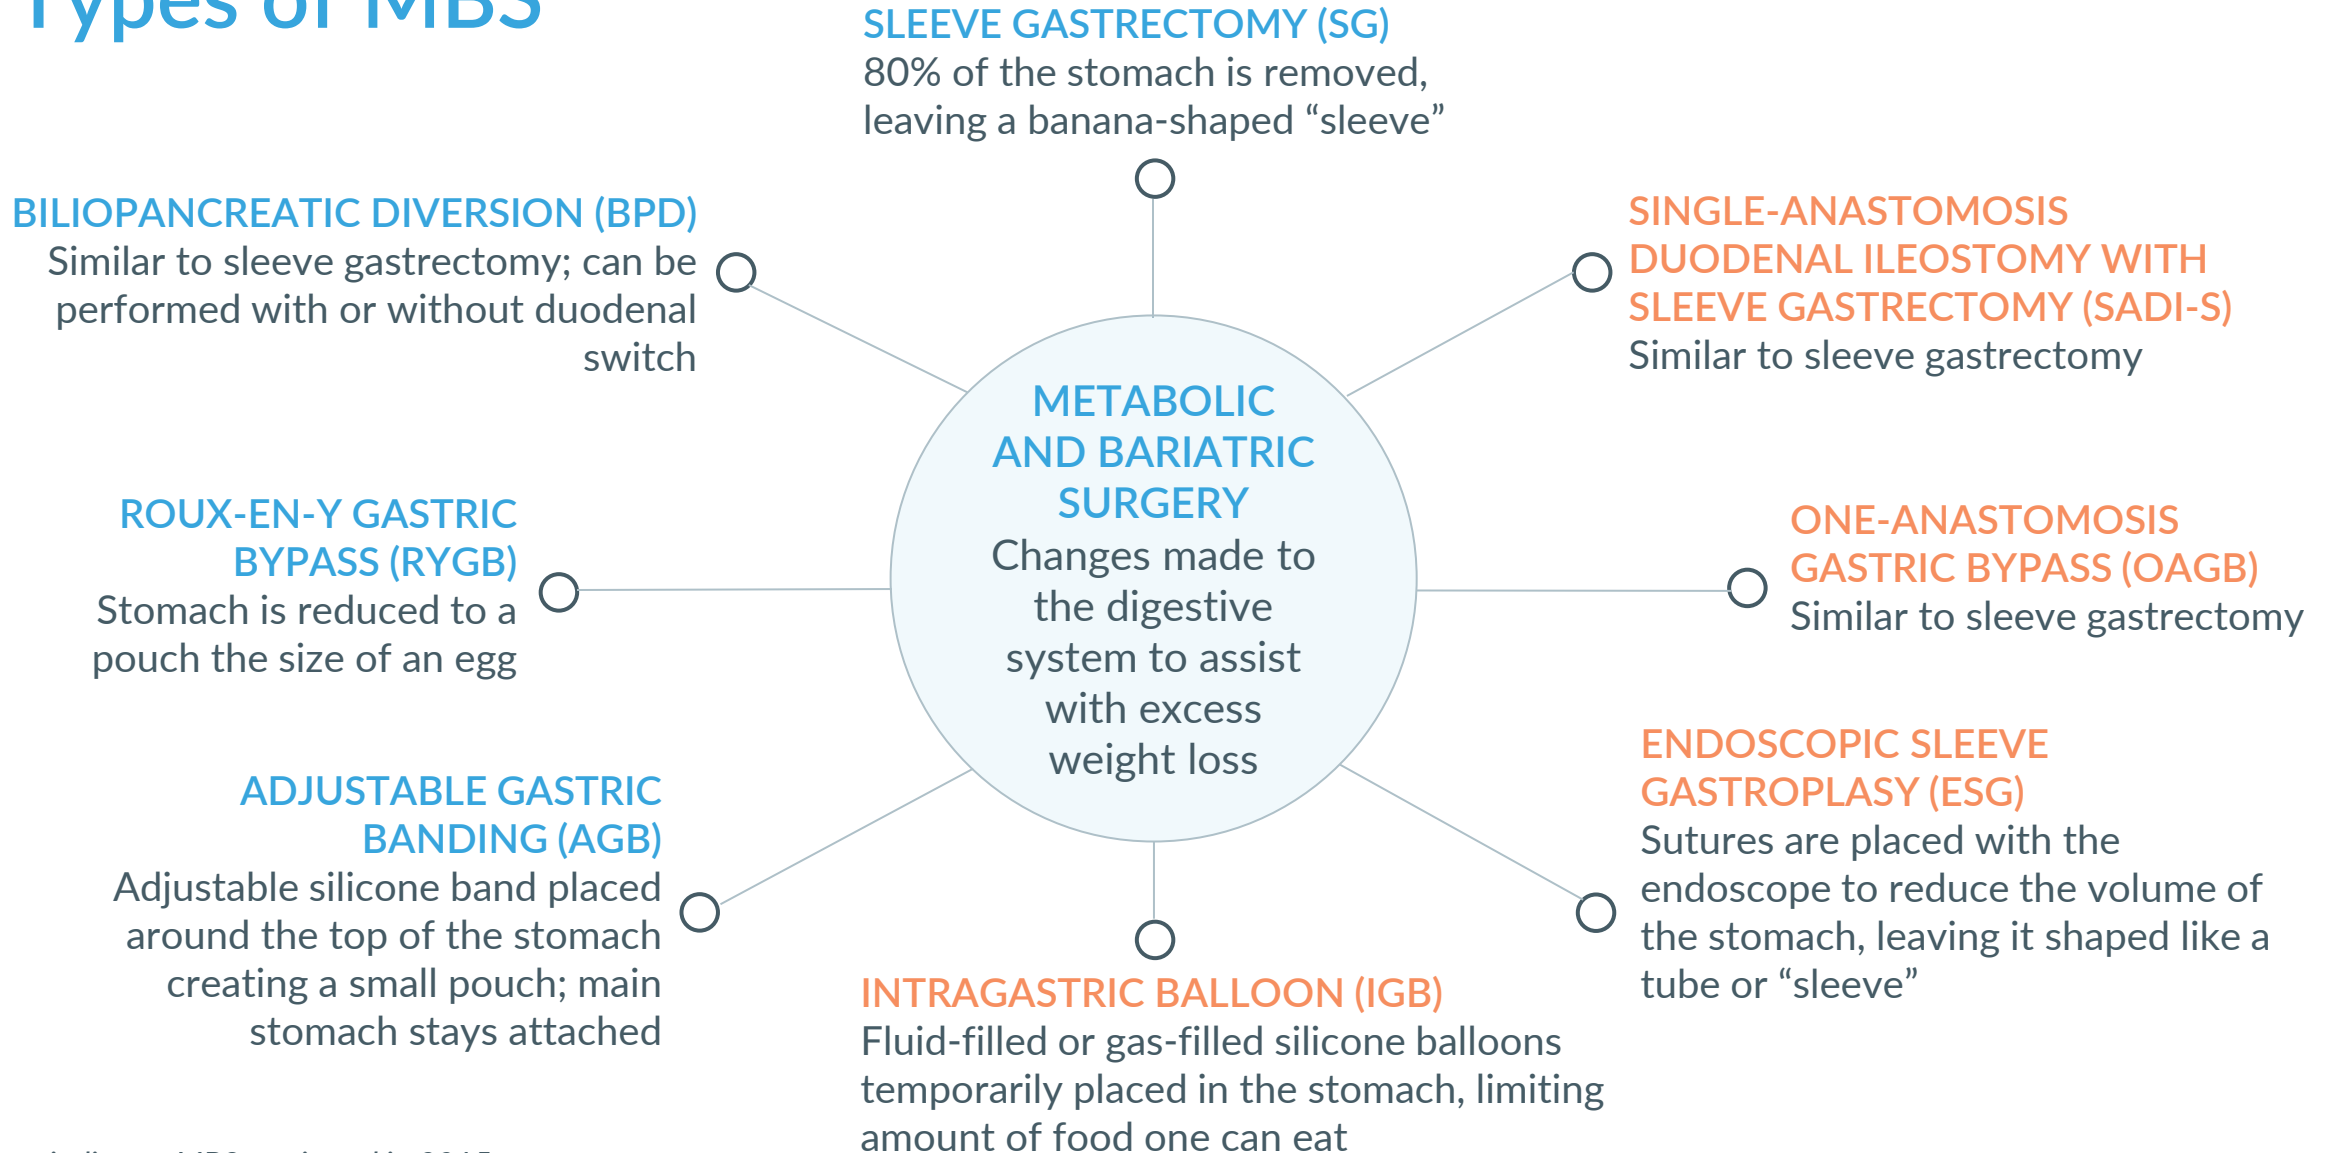 Types of MBS
SLEEVE GASTRECTOMY (SG)
80% of the stomach is removed,
leaving a banana-shaped “sleeve”
BILIOPANCREATIC DIVERSION (BPD)
Similar to sleeve gastrectomy; can be
performed with or without duodenal
switch
SINGLE-ANASTOMOSIS
DUODENAL ILEOSTOMY WITH
SLEEVE GASTRECTOMY (SADI-S)
Similar to sleeve gastrectomy
METABOLIC
AND BARIATRIC
SURGERY
Changes made to
the digestive
system to assist
with excess
weight loss
ROUX-EN-Y GASTRIC
BYPASS (RYGB)
Stomach is reduced to a
pouch the size of an egg
ONE-ANASTOMOSIS
GASTRIC BYPASS (OAGB)
Similar to sleeve gastrectomy
ADJUSTABLE GASTRIC
BANDING (AGB)
Adjustable silicone band placed
around the top of the stomach
creating a small pouch; main
stomach stays attached
ENDOSCOPIC SLEEVE
GASTROPLASY (ESG)
Sutures are placed with the
endoscope to reduce the volume of
the stomach, leaving it shaped like a
tube or “sleeve”
INTRAGASTRIC BALLOON (IGB)
Fluid-filled or gas-filled silicone balloons
temporarily placed in the stomach, limiting
amount of food one can eat